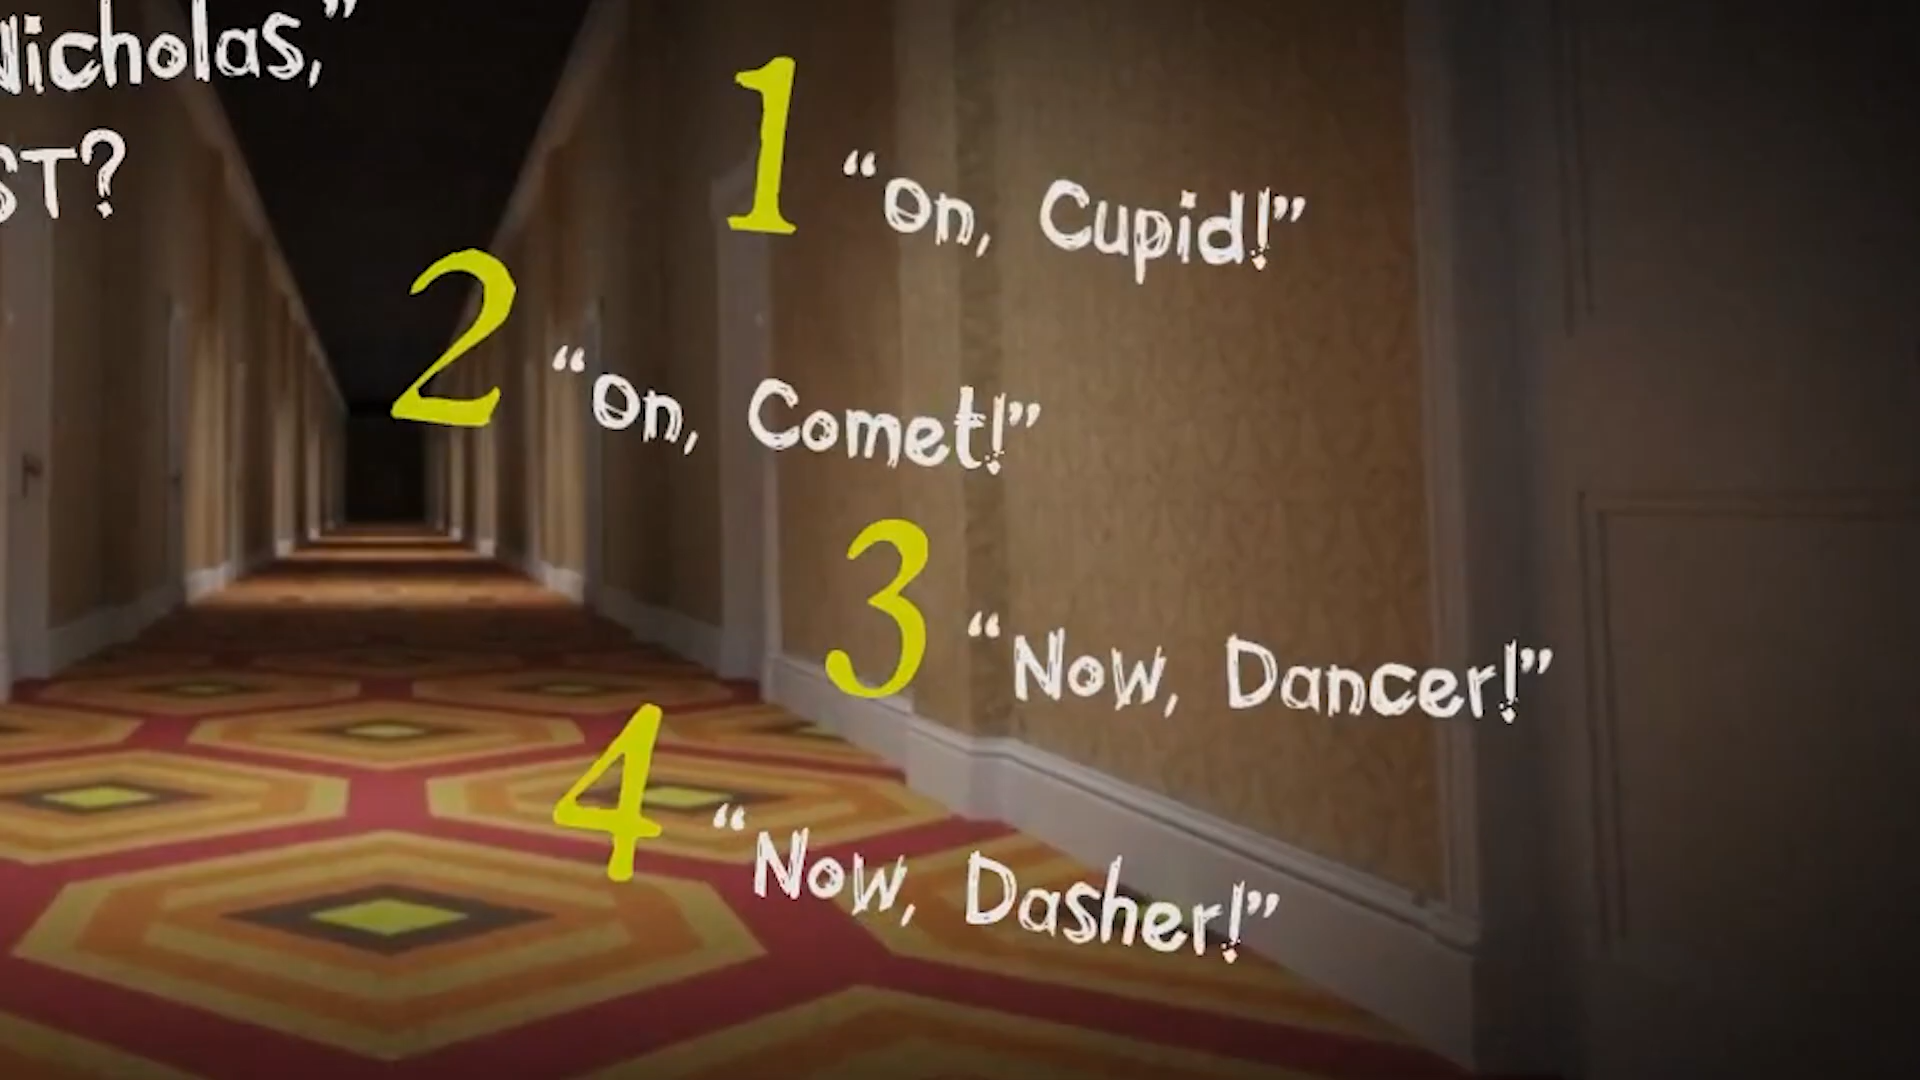 Nicholas,”
ST?
1 “On, Cupid!”
2 “On, Comet!”
3 “Now, Dancer!”
4 “Now, Dasher!”